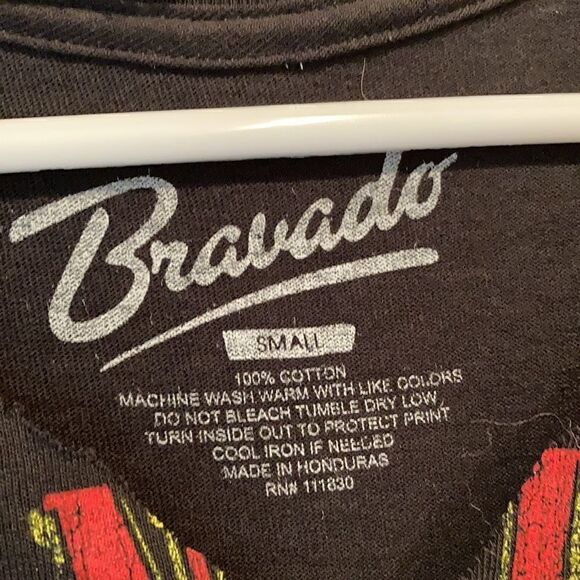 Bravado
SMALL
100% COTTON
MACHINE WASH WARM WITH LIKE COLORS
DO NOT BLEACH TUMBLE DRY LOW
TURN INSIDE OUT TO PROTECT PRINT
COOL IRON IF NEEDED
MADE IN HONDURAS
RN# 111830